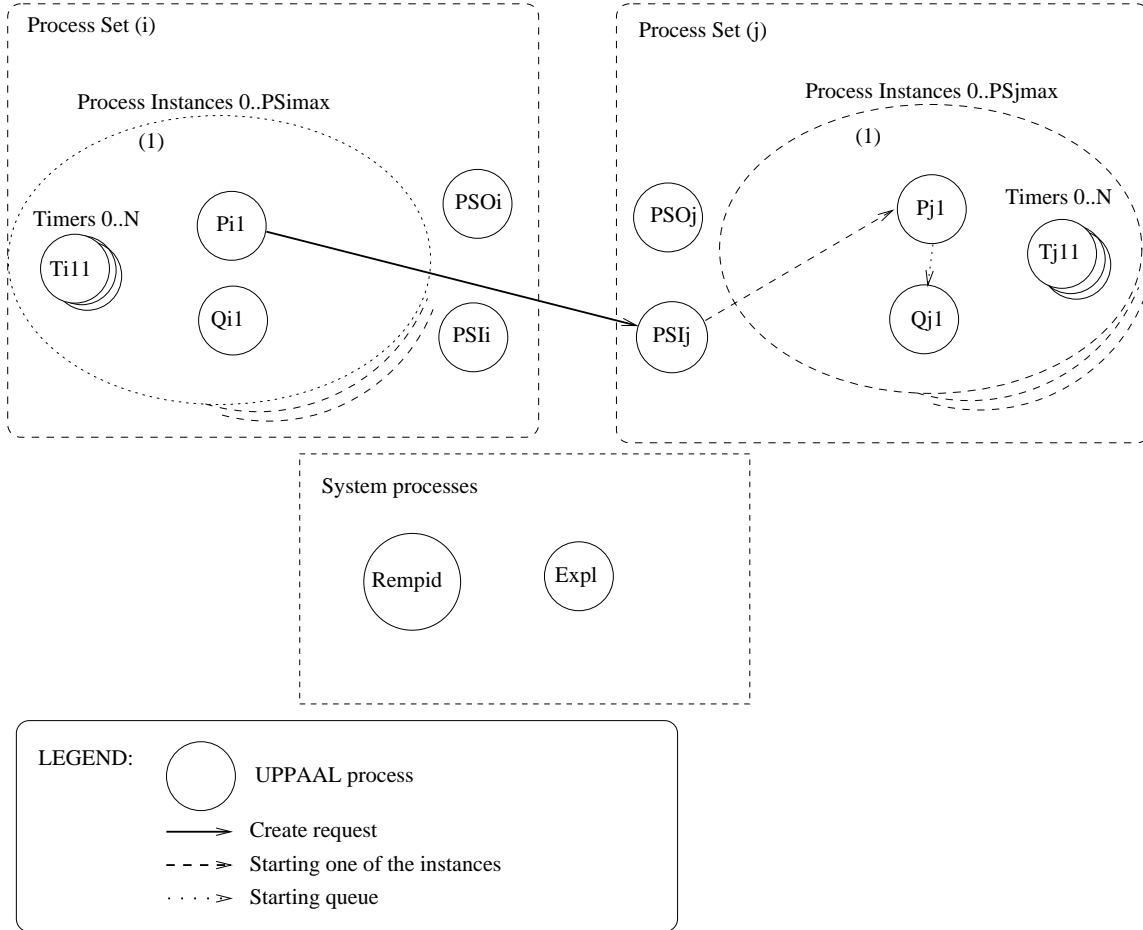 Process Set (i)
Process Instances 0..PSimax
(1)
Timers 0..N
Ti11
Pi1
Qi1
PSOi
PSIi
Process Set (j)
Process Instances 0..PSjmax
(1)
PSOj
PSIj
Pj1
Qj1
Timers 0..N
Tj11
System processes
Rempid
Expl
LEGEND:
UPPAAL process
Create request
Starting one of the instances
Starting queue